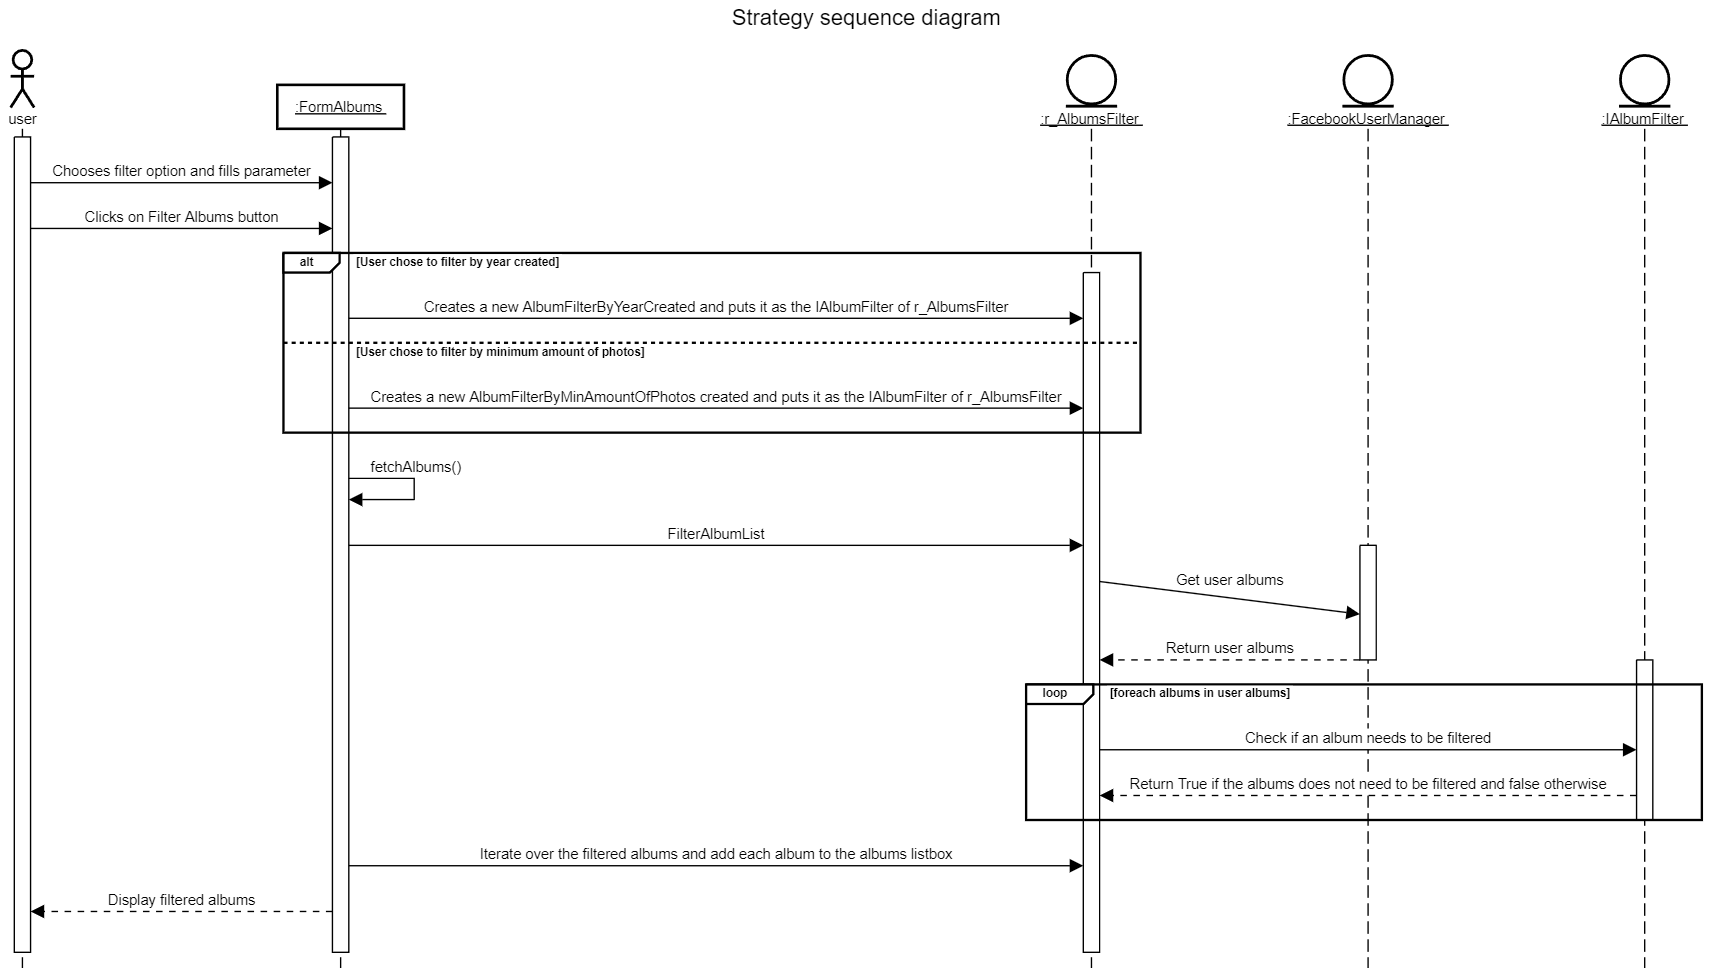 Strategy sequence diagram
user
:FormAlbums
:r_AlbumsFilter
:FacebookUserManager
:IAlbumFilter
Chooses filter option and fills parameter
Clicks on Filter Albums button
alt
[User chose to filter by year created]
Creates a new AlbumFilterByYearCreated and puts it as the IAlbumFilter of r_AlbumsFilter
[User chose to filter by minimum amount of photos]
Creates a new AlbumFilterByMinAmountOfPhotos created and puts it as the IAlbumFilter of r_AlbumsFilter
fetchAlbums()
FilterAlbumList
Get user albums
Return user albums
loop
[foreach albums in user albums]
Check if an album needs to be filtered
Return True if the albums does not need to be filtered and false otherwise
Iterate over the filtered albums and add each album to the albums listbox
Display filtered albums